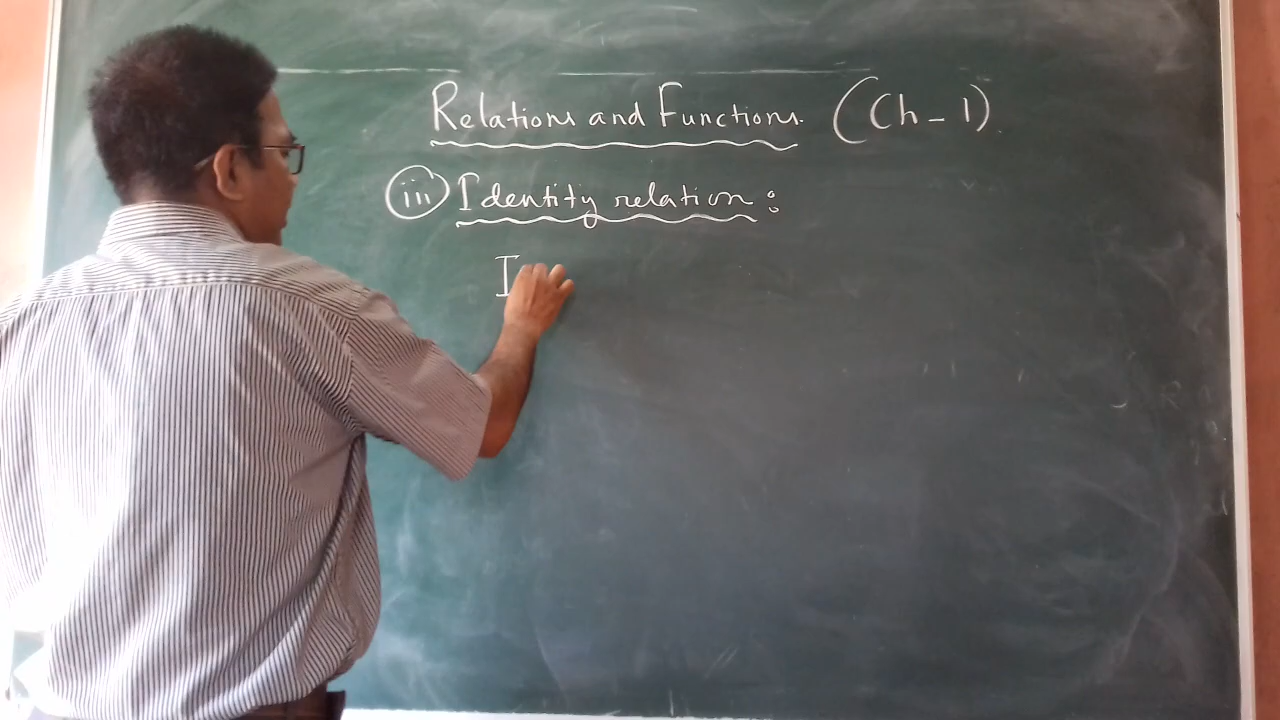 Relations and Functions. (Ch - 1)
iii Identity relation :
I